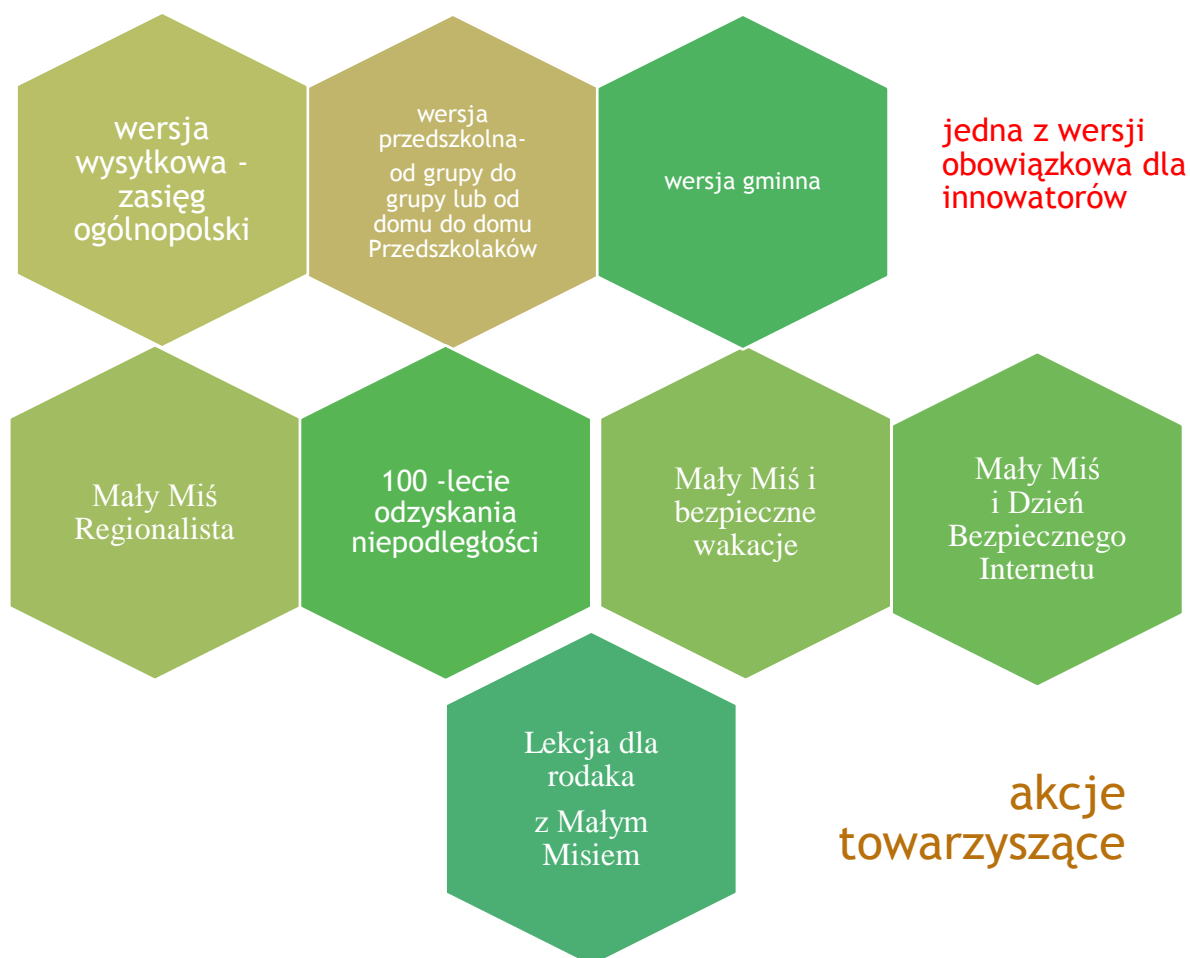 wersja
wysyłkowa -
zasięg
ogólnopolski
wersja
przedszkolna-
od grupy do
grupy lub od
domu do domu
Przedszkolaków
wersja gminna
jedna z wersji
obowiązkowa dla
innowatorów
Mały Miś
Regionalista
100 -lecie
odzyskania
niepodległości
Mały Miś i
bezpieczne
wakacje
Mały Miś
i Dzień
Bezpiecznego
Internetu
Lekcja dla
rodaka
z Małym
Misiem
akcje
towarzyszące